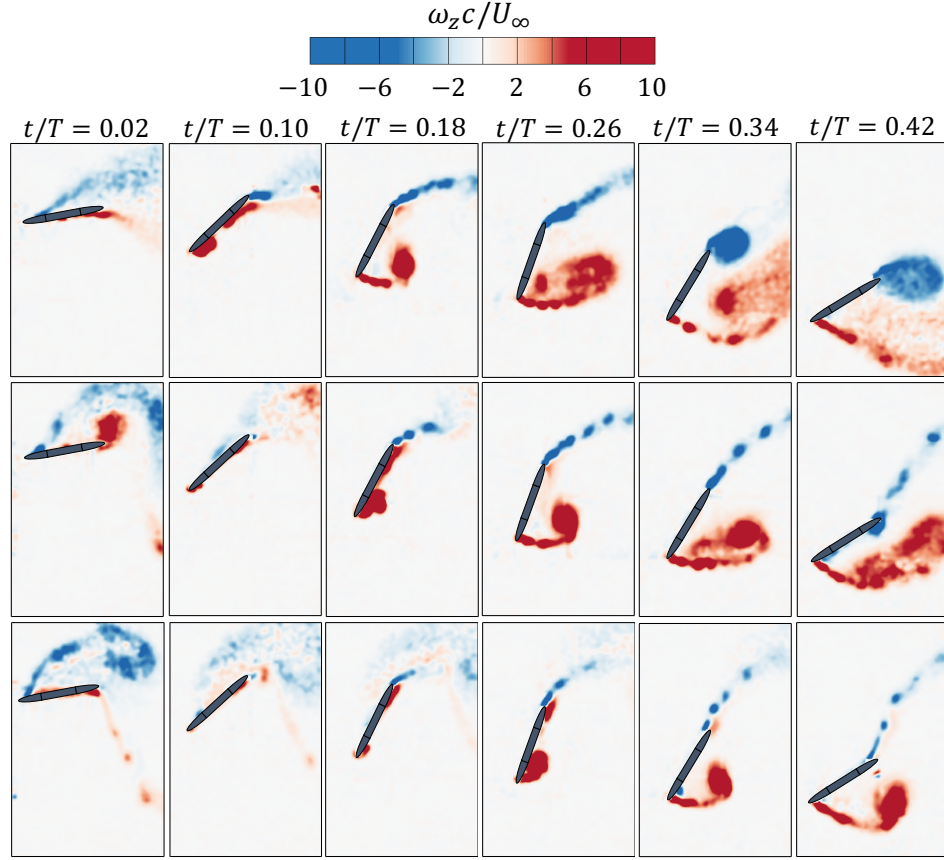 ω_z c/U_∞
−10 −6 −2 2 6 10
t/T = 0.02 t/T = 0.10 t/T = 0.18 t/T = 0.26 t/T = 0.34 t/T = 0.42